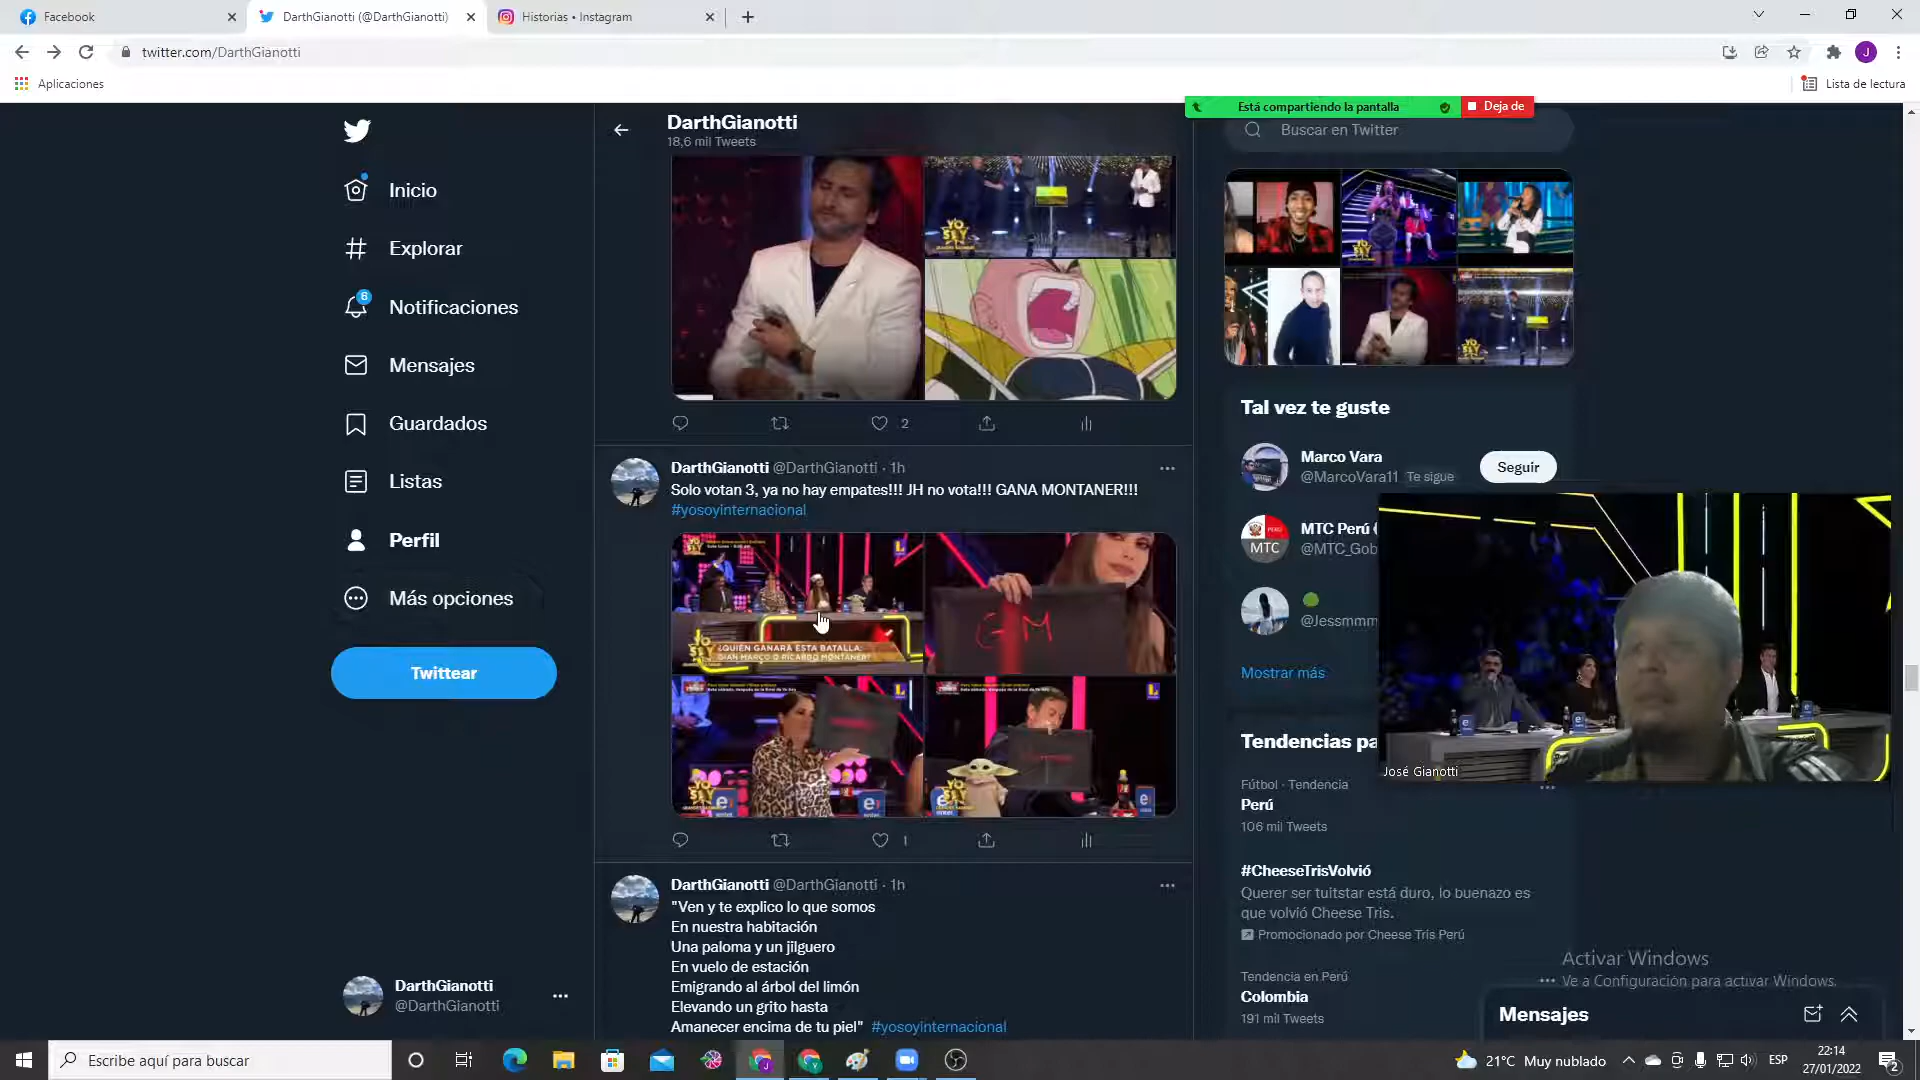 Facebook
DarthGianotti (@DarthGianotti)
Historias • Instagram
twitter.com/DarthGianotti
J
Aplicaciones
Lista de lectura
Está compartiendo la pantalla
Deja de
DarthGianotti
18,6 mil Tweets
Buscar en Twitter
Inicio
Explorar
6
Notificaciones
Mensajes
Guardados
Listas
Perfil
Más opciones
Twittear
DarthGianotti
@DarthGianotti
YO
SOY
2
DarthGianotti @DarthGianotti · 1h
Solo votan 3, ya no hay empates!!! JH no vota!!! GANA MONTANER!!!
#yosoyinternacional
¿QUIÉN GANARÁ ESTA BATALLA:
GIAN MARCO O RICARDO MONTANER?
GM
1
DarthGianotti @DarthGianotti · 1h
"Ven y te explico lo que somos
En nuestra habitación
Una paloma y un jilguero
En vuelo de estación
Emigrando al árbol del limón
Elevando un grito hasta
Amanecer encima de tu piel" #yosoyinternacional
Tal vez te guste
Marco Vara
@MarcoVara11 Te sigue
Seguir
MTC Perú
@MTC_Gob
MTC
@Jessmmm
Mostrar más
José Gianotti
Tendencias pa
Fútbol · Tendencia
Perú
106 mil Tweets
#CheeseTrisVolvió
Querer ser tuitstar está duro, lo buenazo es
que volvió Cheese Tris.
Promocionado por Cheese Tris Perú
Tendencia en Perú
Colombia
191 mil Tweets
Activar Windows
Ve a Configuración para activar Windows.
Mensajes
Escribe aquí para buscar
21°C Muy nublado
ESP
22:14
27/01/2022
2